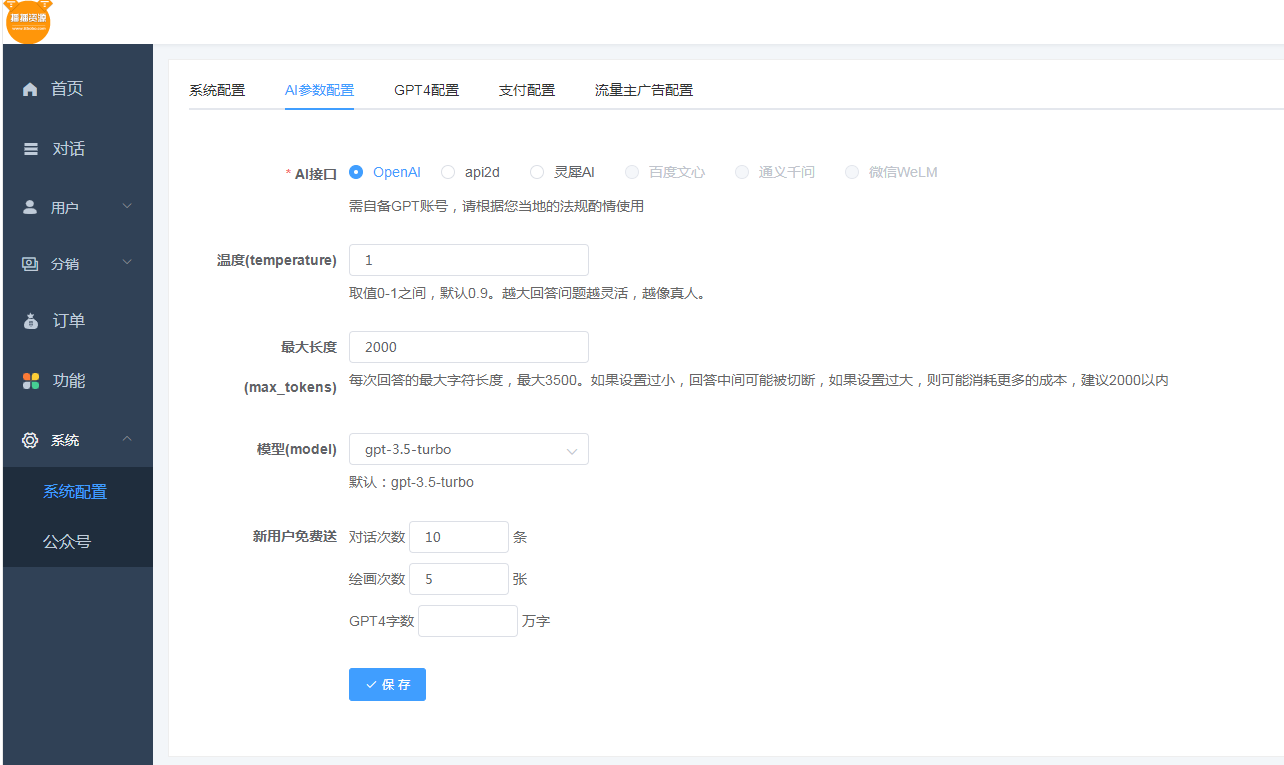 播播资源
首页
对话
用户
分销
订单
功能
系统
系统配置
公众号
系统配置 AI参数配置 GPT4配置 支付配置 流量主广告配置
* AI接口 OpenAI api2d 灵犀AI 百度文心 通义千问 微信WeLM
需自备GPT账号，请根据您当地的法规酌情使用
温度(temperature) 1
取值0-1之间，默认0.9。越大回答问题越灵活，越像真人。
最大长度 2000
(max_tokens) 每次回答的最大字符长度，最大3500。如果设置过小，回答中间可能被切断，如果设置过大，则可能消耗更多的成本，建议2000以内
模型(model) gpt-3.5-turbo
默认：gpt-3.5-turbo
新用户免费送 对话次数 10 条
绘画次数 5 张
GPT4字数 万字
保存